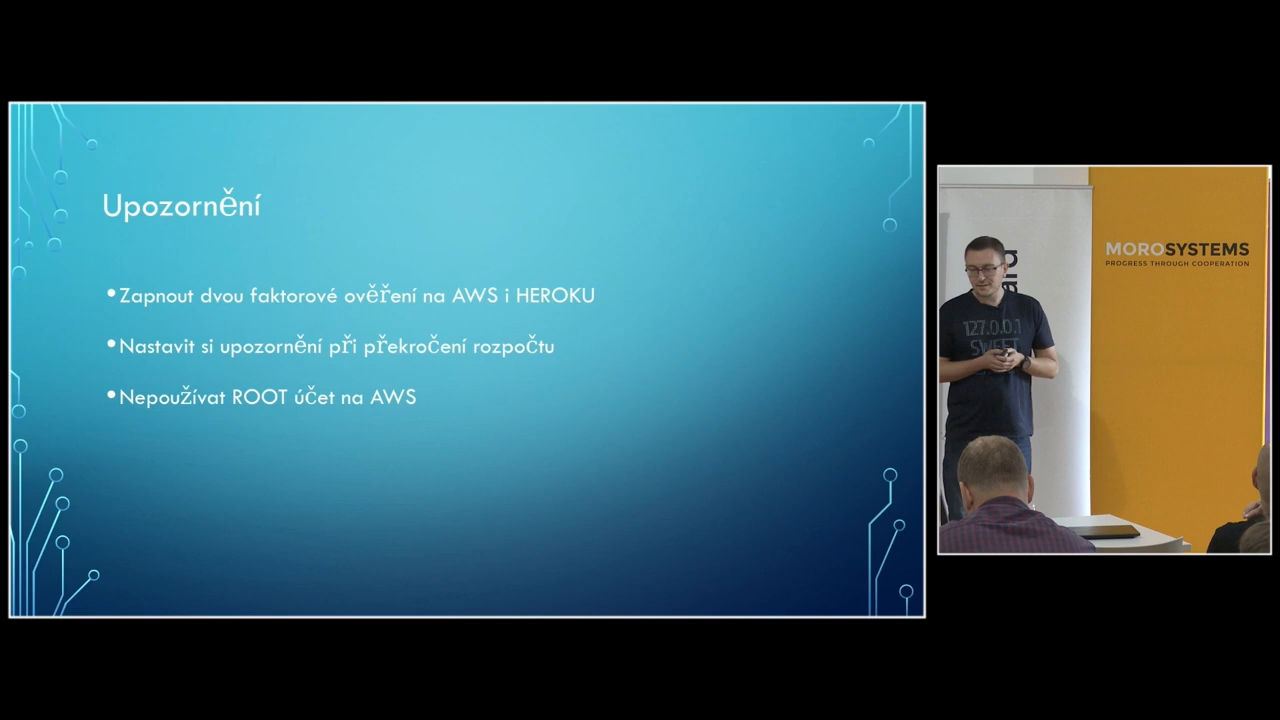 Upozornění
•Zapnout dvou faktorové ověření na AWS i HEROKU
•Nastavit si upozornění při překročení rozpočtu
•Nepoužívat ROOT účet na AWS
MOROSYSTEMS
PROGRESS THROUGH COOPERATION
127.0.0.1
SWEET